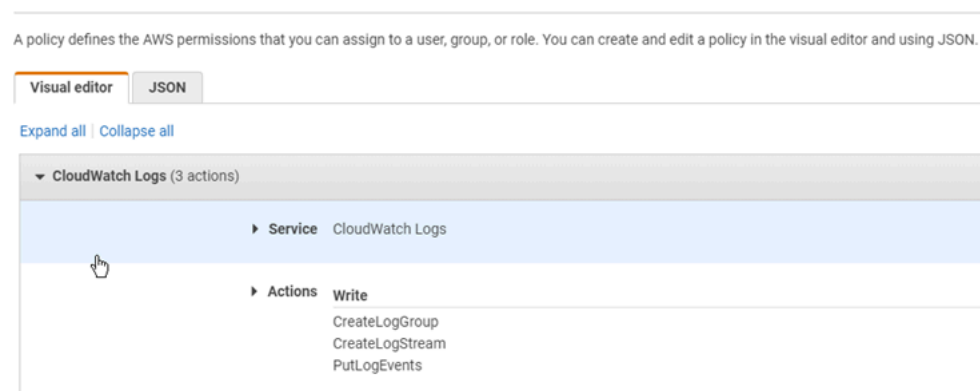 A policy defines the AWS permissions that you can assign to a user, group, or role. You can create and edit a policy in the visual editor and using JSON.
Visual editor JSON
Expand all Collapse all
CloudWatch Logs (3 actions)
Service CloudWatch Logs
Actions Write
CreateLogGroup
CreateLogStream
PutLogEvents